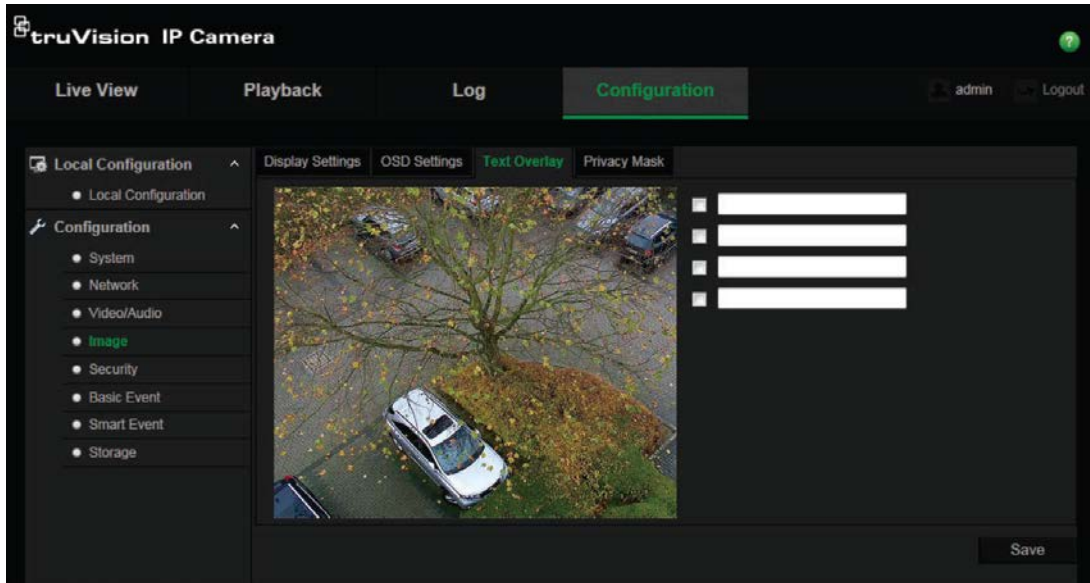 truVision IP Camera
?
Live View Playback Log Configuration admin Logout
Local Configuration
Local Configuration
Configuration
System
Network
Video/Audio
Image
Security
Basic Event
Smart Event
Storage
Display Settings OSD Settings Text Overlay Privacy Mask
Save